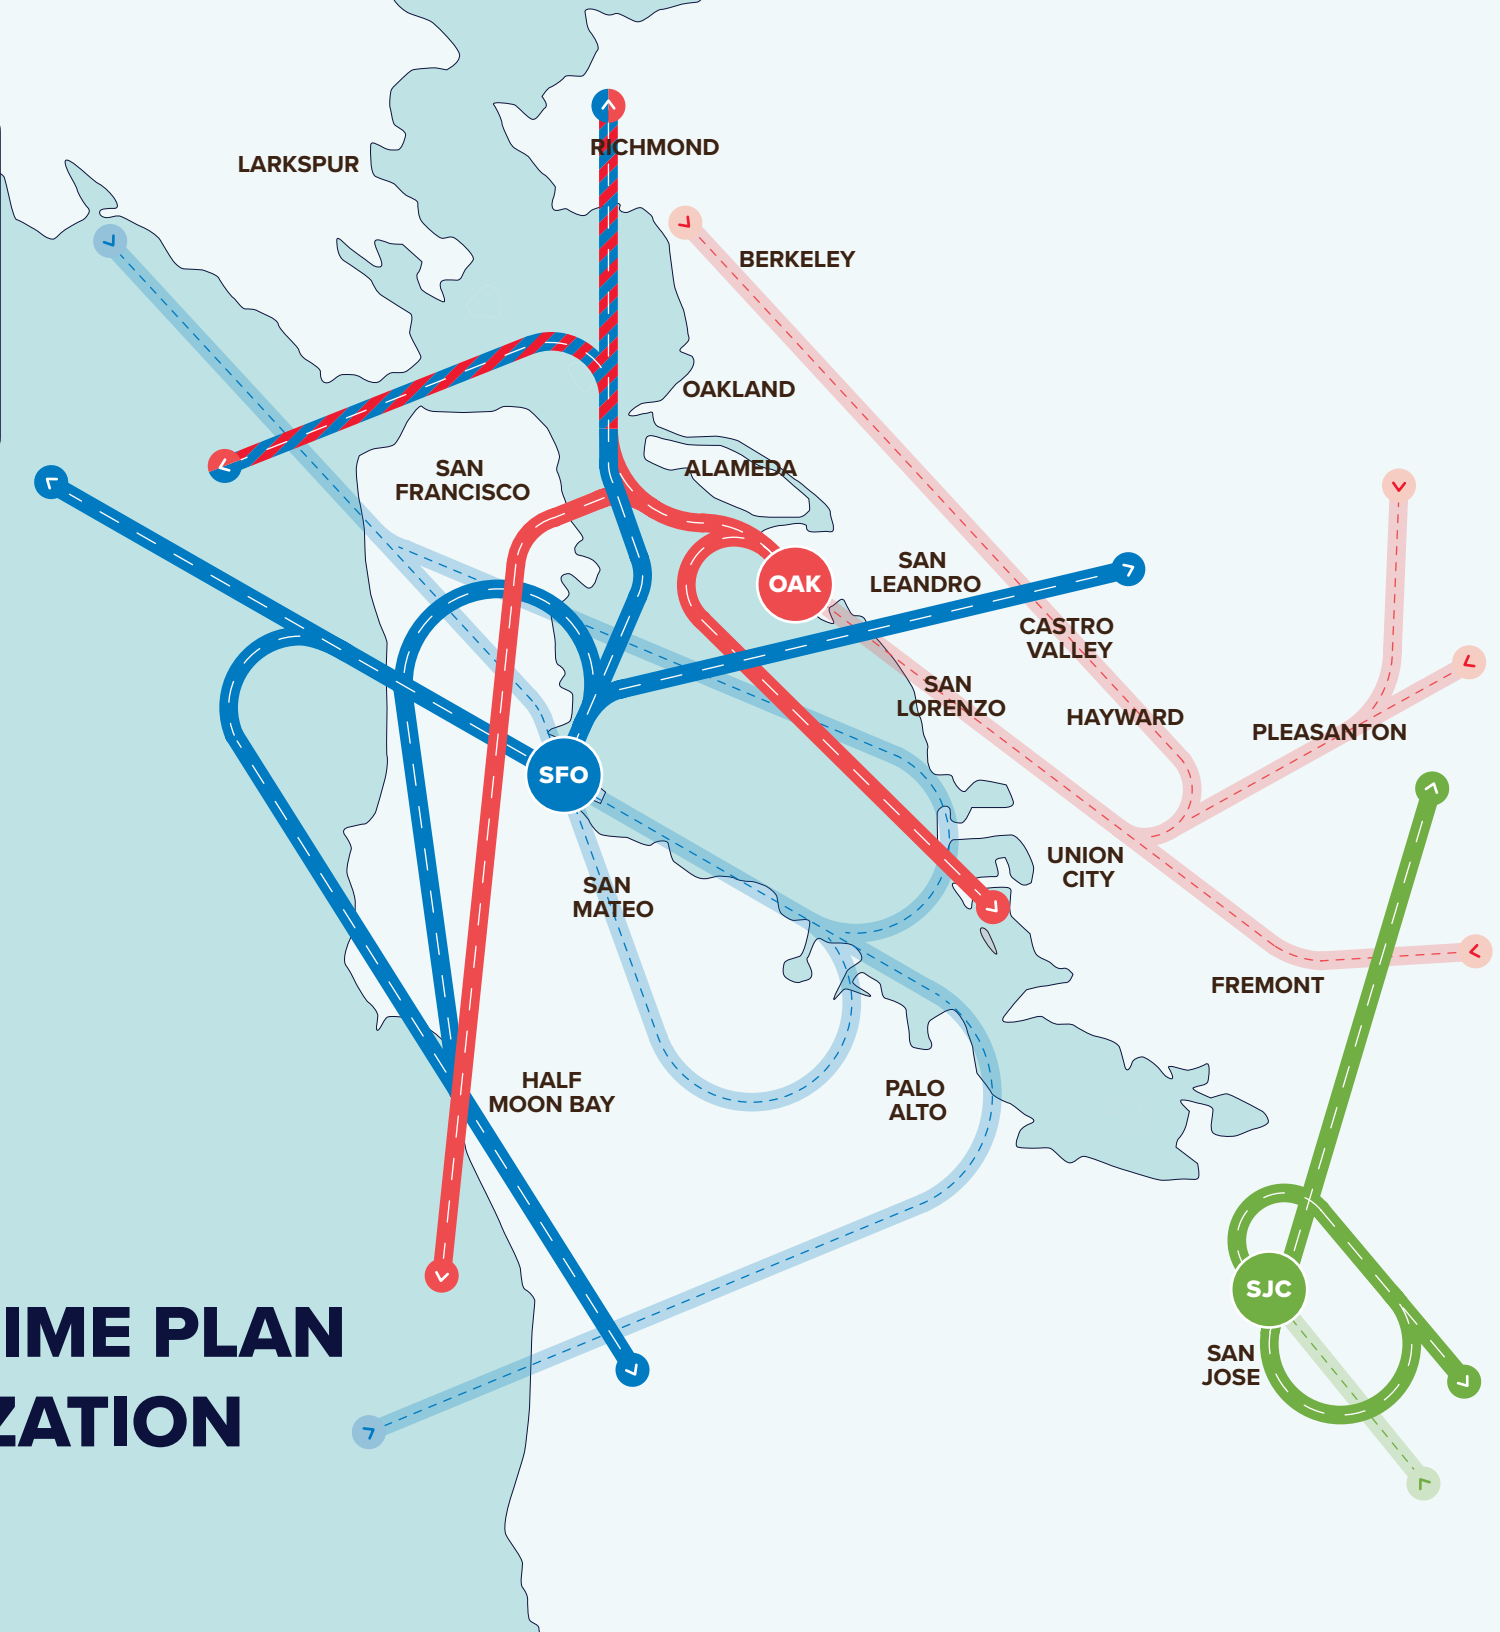 RICHMOND
LARKSPUR
BERKELEY
OAKLAND
ALAMEDA
SAN
FRANCISCO
SAN
LEANDRO
OAK
CASTRO
VALLEY
SAN
LORENZO
HAYWARD
PLEASANTON
SFO
UNION
CITY
SAN
MATEO
FREMONT
HALF
MOON BAY
PALO
ALTO
SJC
SAN
JOSE
IME PLAN
ZATION